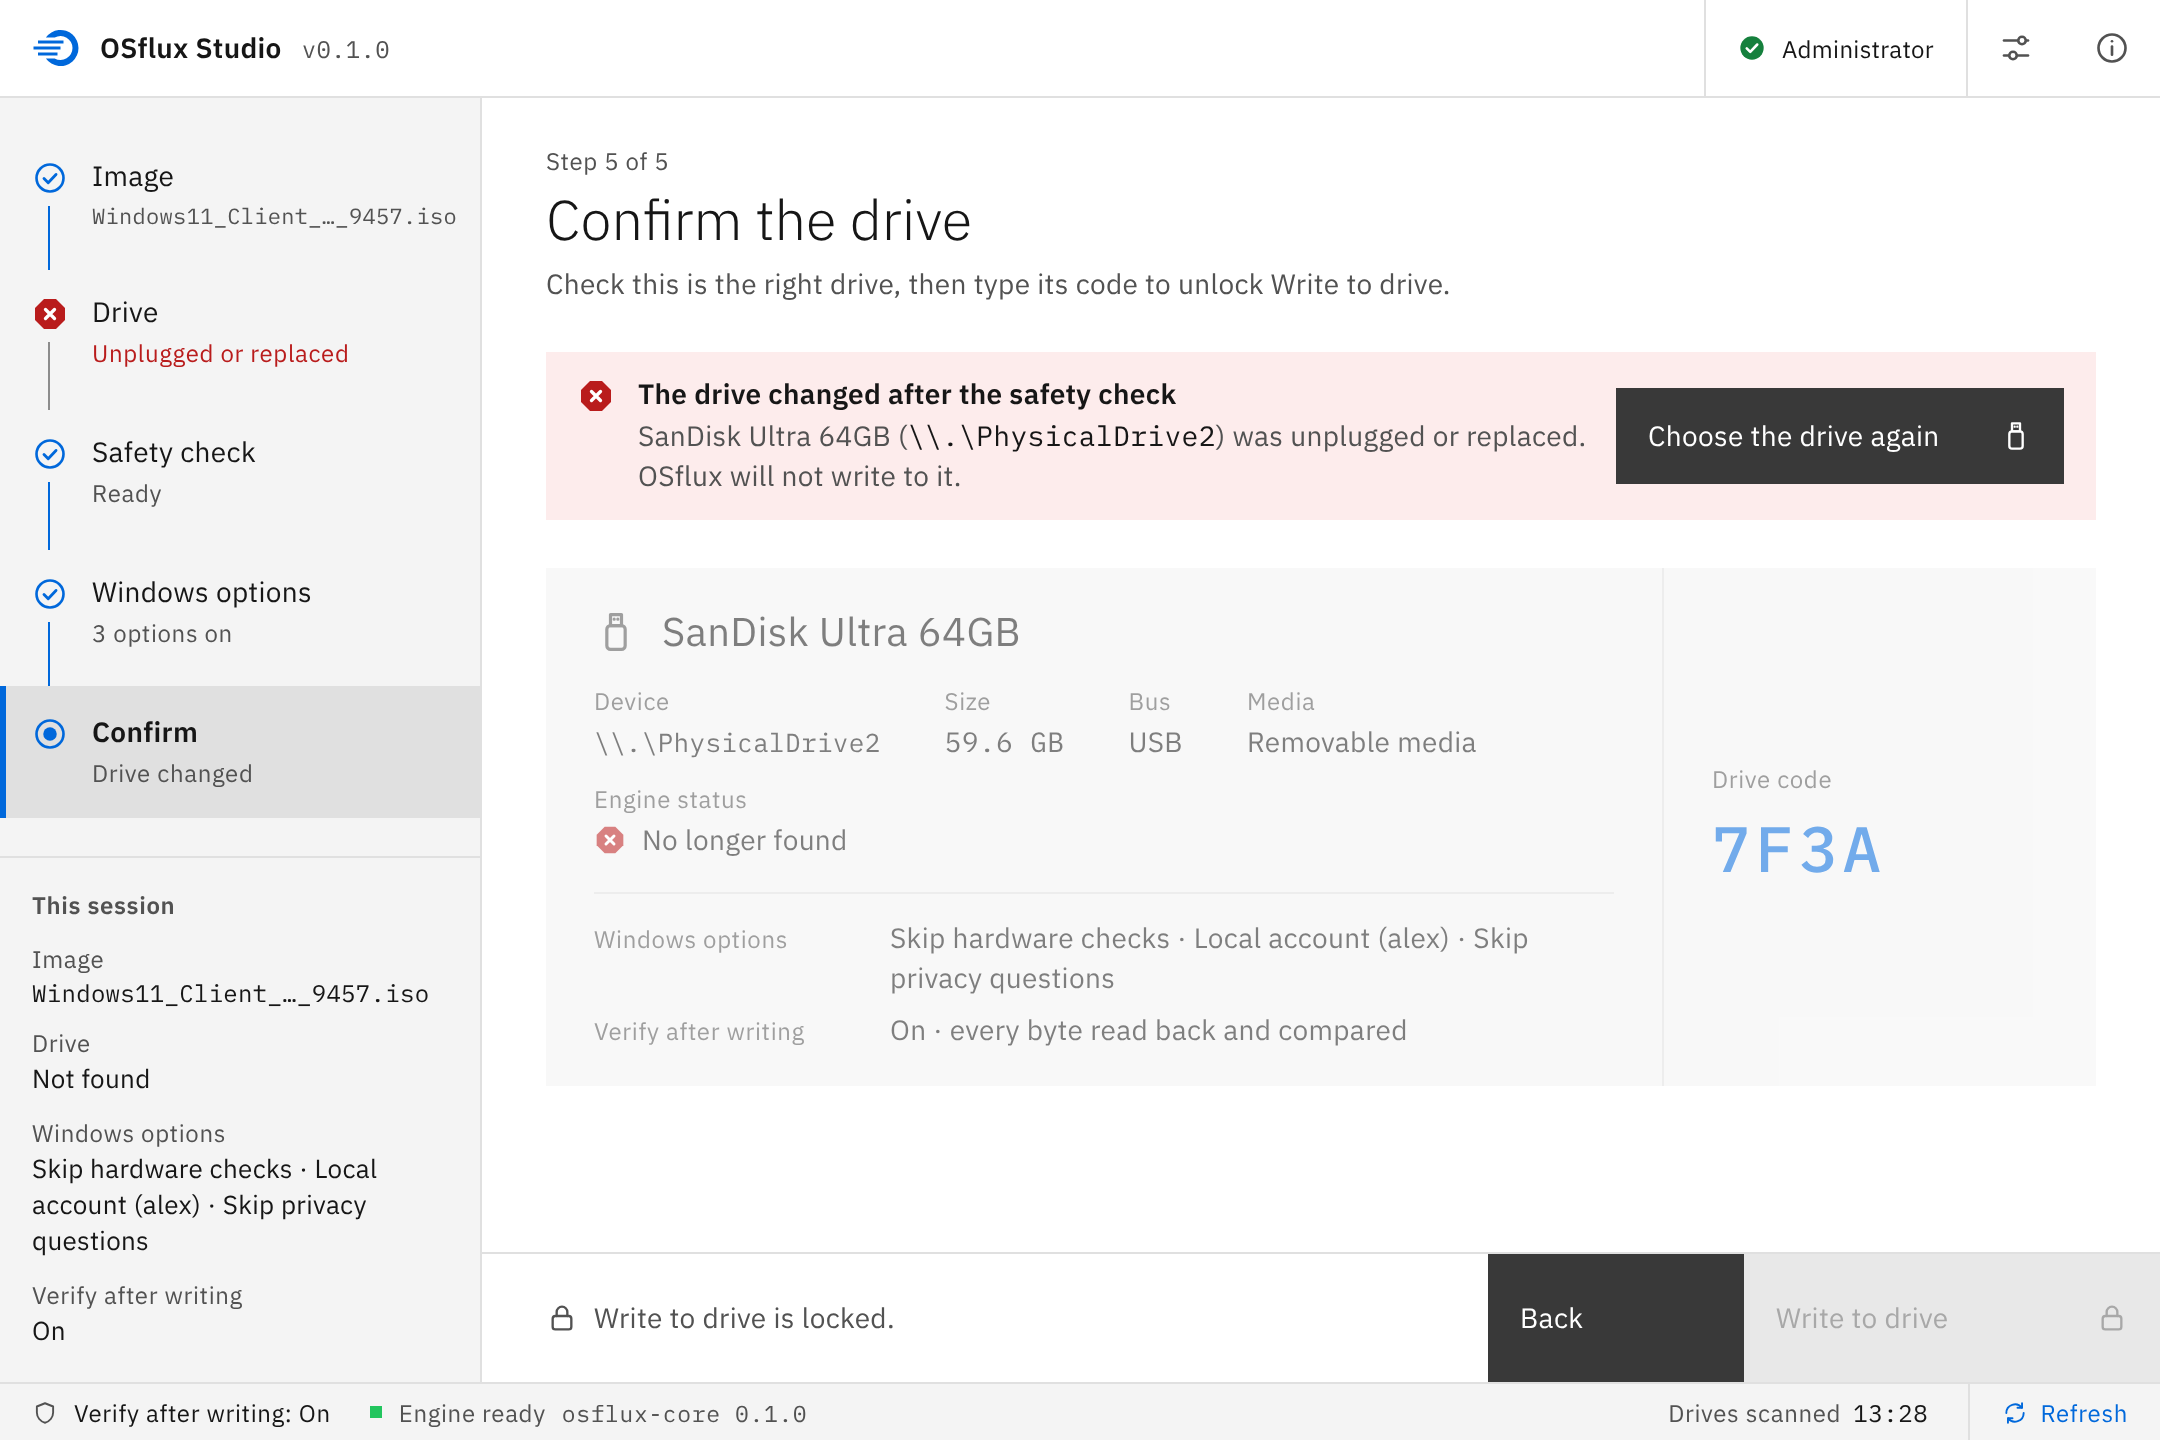 OSflux Studio v0.1.0
Administrator
Image
Windows11_Client_…_9457.iso
Drive
Unplugged or replaced
Safety check
Ready
Windows options
3 options on
Confirm
Drive changed
This session
Image
Windows11_Client_…_9457.iso
Drive
Not found
Windows options
Skip hardware checks · Local
account (alex) · Skip privacy
questions
Verify after writing
On
Step 5 of 5
Confirm the drive
Check this is the right drive, then type its code to unlock Write to drive.
The drive changed after the safety check
SanDisk Ultra 64GB (\\.\PhysicalDrive2) was unplugged or replaced.
OSflux will not write to it.
Choose the drive again
SanDisk Ultra 64GB
Device Size Bus Media
\\.\PhysicalDrive2 59.6 GB USB Removable media
Engine status
No longer found
Windows options Skip hardware checks · Local account (alex) · Skip
privacy questions
Verify after writing On · every byte read back and compared
Drive code
7F3A
Write to drive is locked.
Back
Write to drive
Verify after writing: On
Engine ready osflux-core 0.1.0
Drives scanned 13:28
Refresh